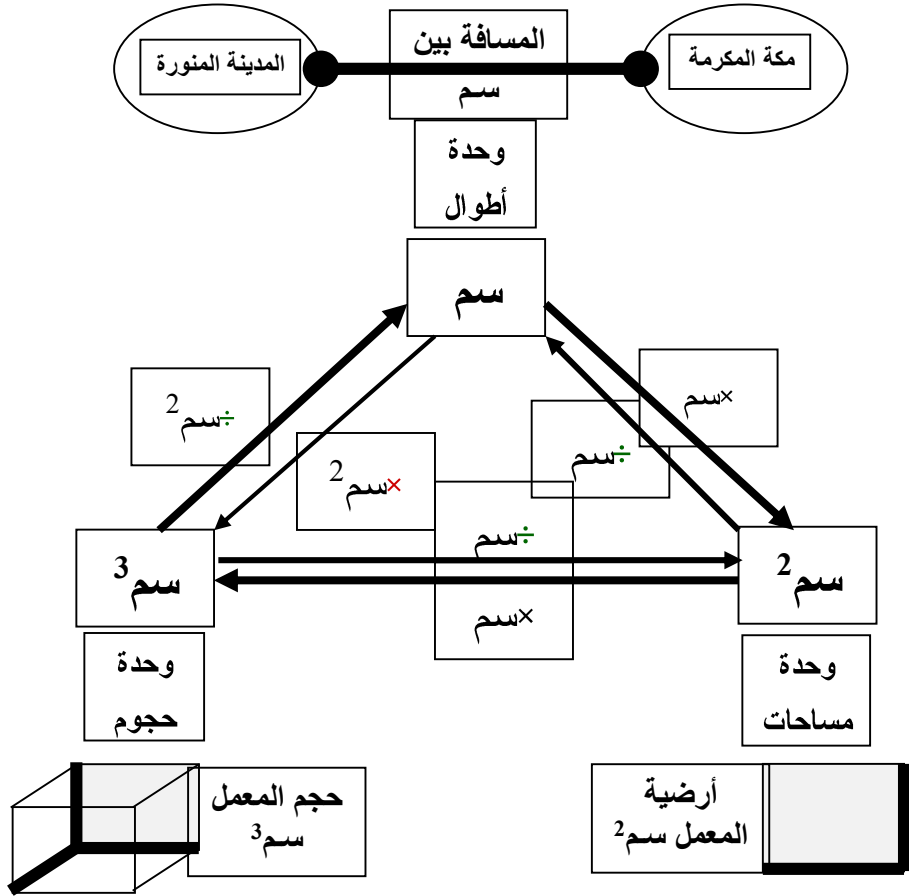 مكة المكرمة
المسافة بين
سم
المدينة المنورة
وحدة
أطوال
سم
×سم
÷سم
÷سم2
×سم2
÷سم
×سم
سم2
سم3
وحدة
مساحات
وحدة
حجوم
أرضية
المعمل سم2
حجم المعمل
سم3